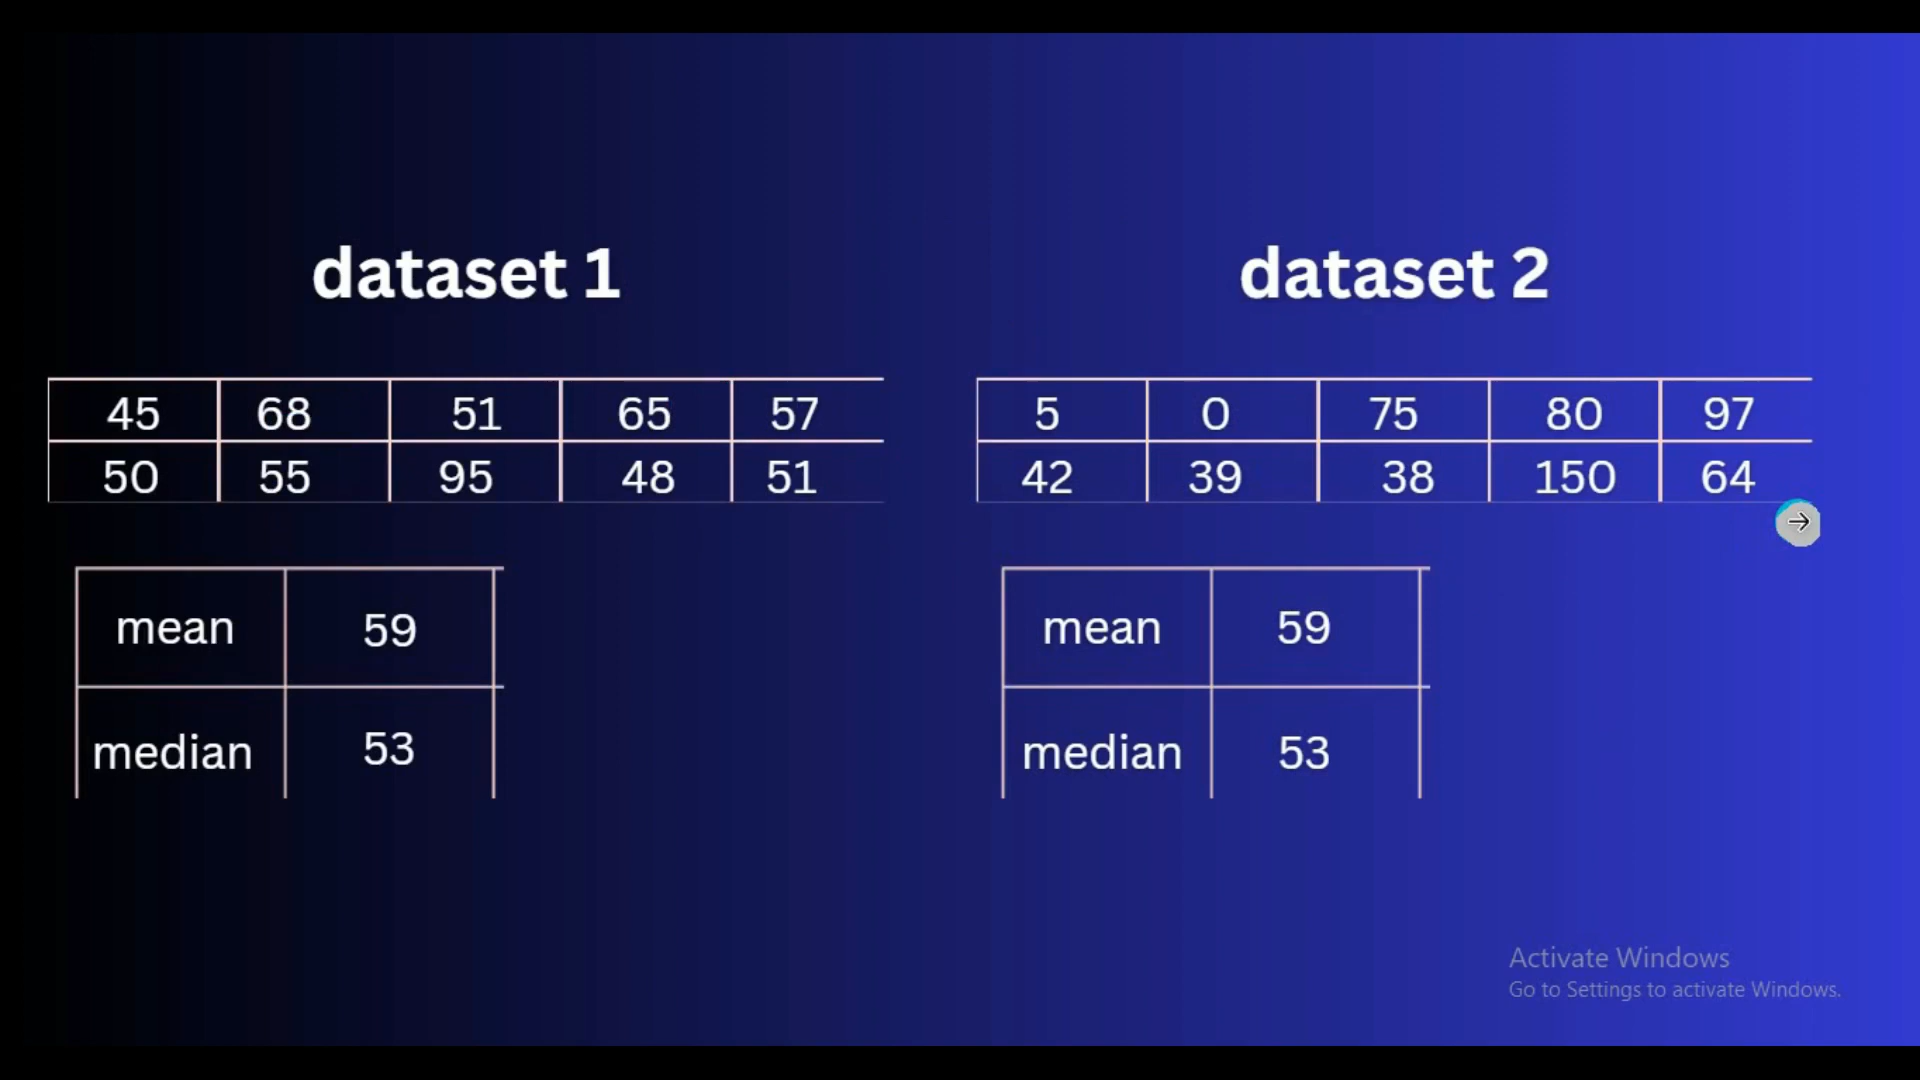 dataset 1
45 68 51 65 57
50 55 95 48 51
mean 59
median 53
dataset 2
5 0 75 80 97
42 39 38 150 64
mean 59
median 53
Activate Windows
Go to Settings to activate Windows.